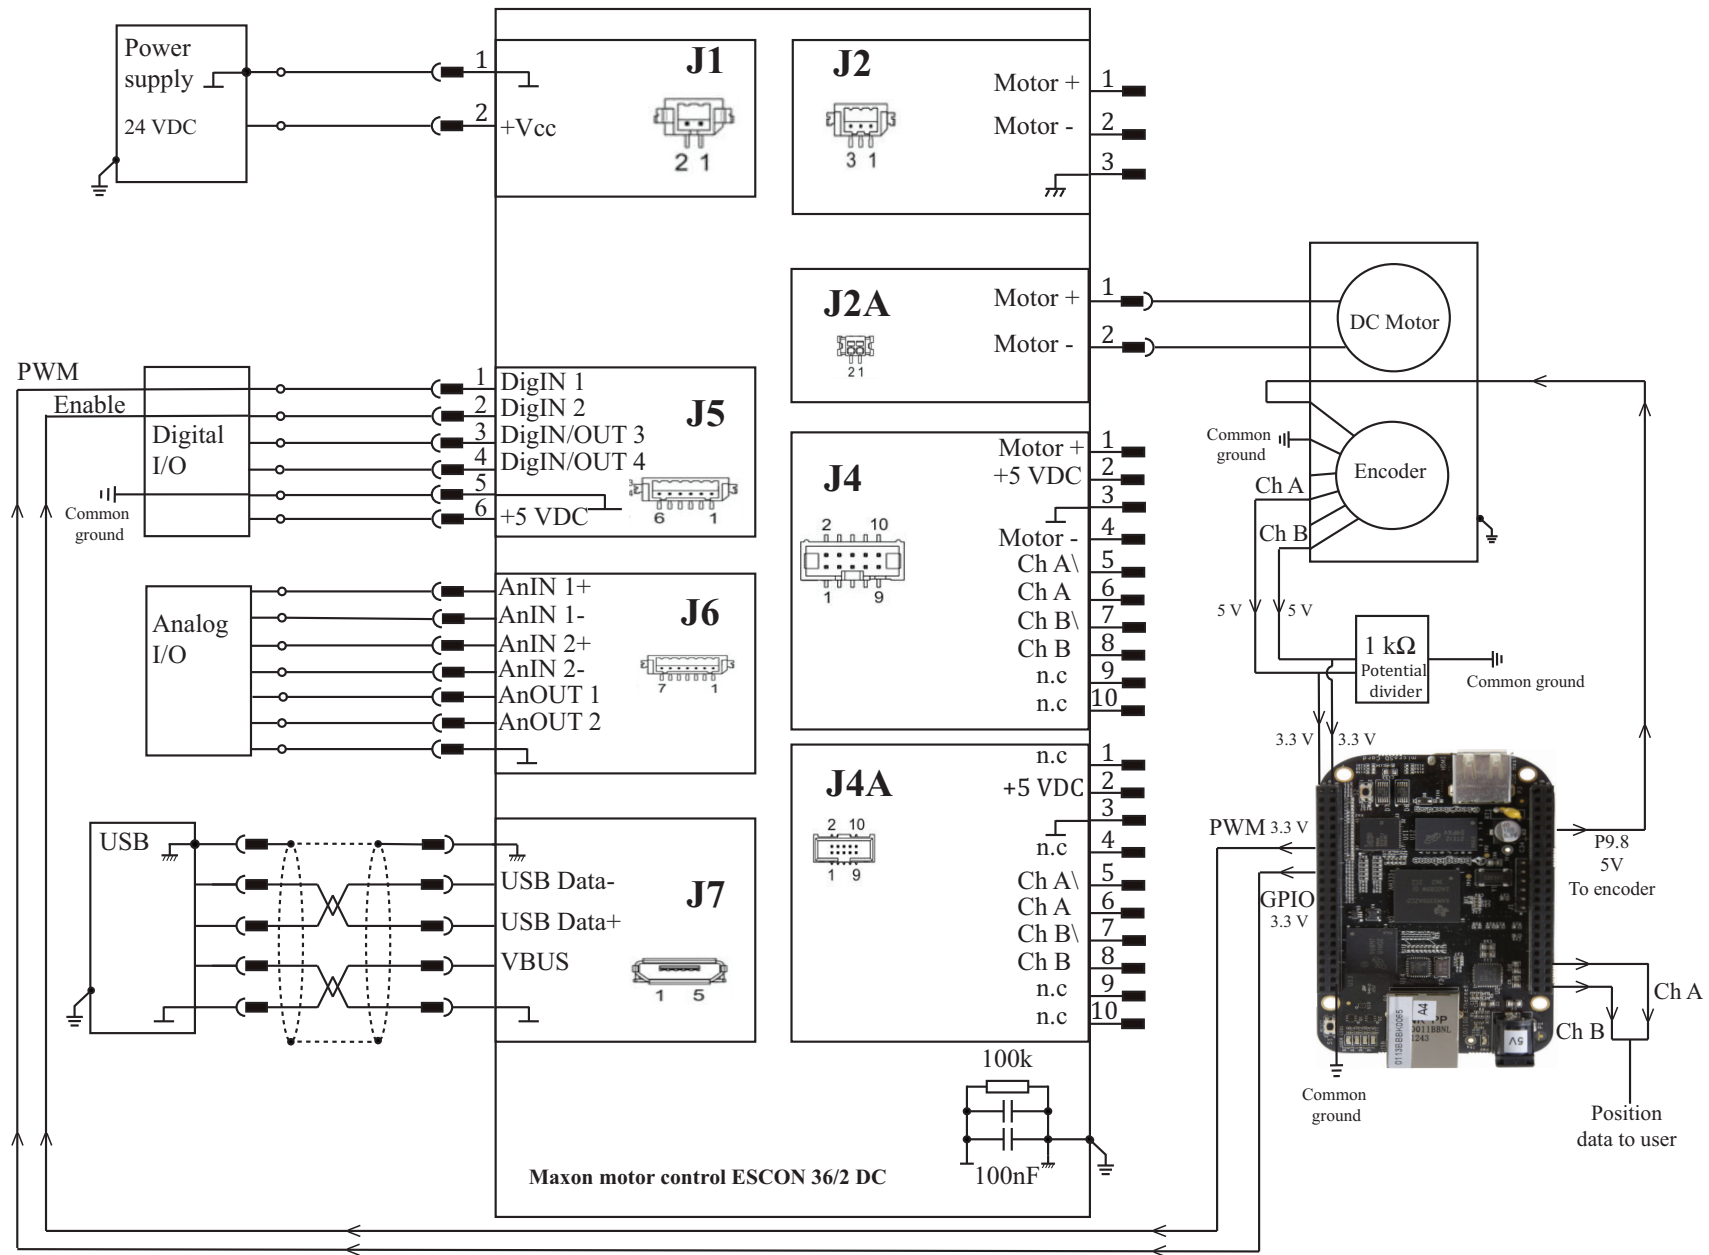 Power
supply
24 VDC
1
2
+Vcc
J1
2 1
J2
3 1
Motor +
1
Motor -
2
3
J2A
2 1
Motor +
1
Motor -
2
DC Motor
PWM
Enable
Digital
I/O
Common
ground
1
2
3
4
5
6
DigIN 1
DigIN 2
DigIN/OUT 3
DigIN/OUT 4
+5 VDC
J5
6 1
J4
2 10
1 9
Motor +
1
+5 VDC
2
3
Motor -
4
Ch A\
5
Ch A
6
Ch B\
7
Ch B
8
n.c
9
n.c
10
Common
ground
Encoder
Ch A
Ch B
5 V
5 V
1 kΩ
Potential
divider
Common ground
3.3 V
3.3 V
Analog
I/O
AnIN 1+
AnIN 1-
AnIN 2+
AnIN 2-
AnOUT 1
AnOUT 2
J6
7 1
J4A
2 10
1 9
n.c
1
+5 VDC
2
3
n.c
4
Ch A\
5
Ch A
6
Ch B\
7
Ch B
8
n.c
9
n.c
10
USB
USB Data-
USB Data+
VBUS
J7
1 5
PWM 3.3 V
GPIO
3.3 V
P9.8
5V
To encoder
Ch A
Ch B
A4
5V
Common
ground
Position
data to user
100k
100nF
Maxon motor control ESCON 36/2 DC